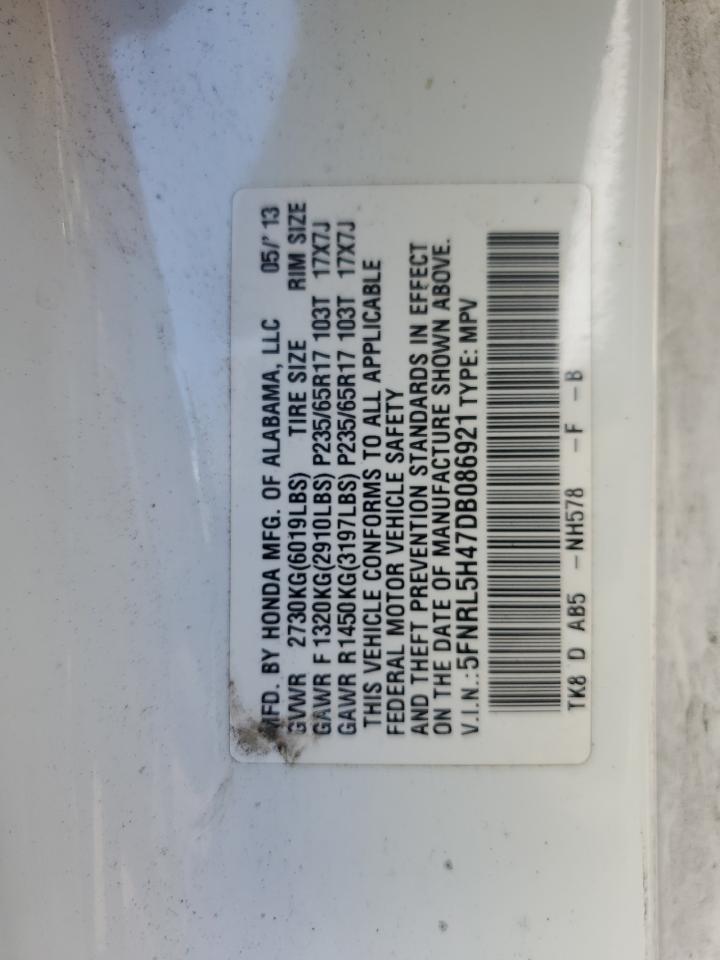 MFD. BY HONDA MFG. OF ALABAMA, LLC 05/' 13
GVWR 2730KG(6019LBS) TIRE SIZE RIM SIZE
GAWR F 1320KG(2910LBS) P235/65R17 103T 17X7J
GAWR R1450KG(3197LBS) P235/65R17 103T 17X7J
THIS VEHICLE CONFORMS TO ALL APPLICABLE
FEDERAL MOTOR VEHICLE SAFETY
AND THEFT PREVENTION STANDARDS IN EFFECT
ON THE DATE OF MANUFACTURE SHOWN ABOVE.
V.I.N.:5FNRL5H47DB086921 TYPE: MPV
TK8 D AB5 -NH578 -F -B